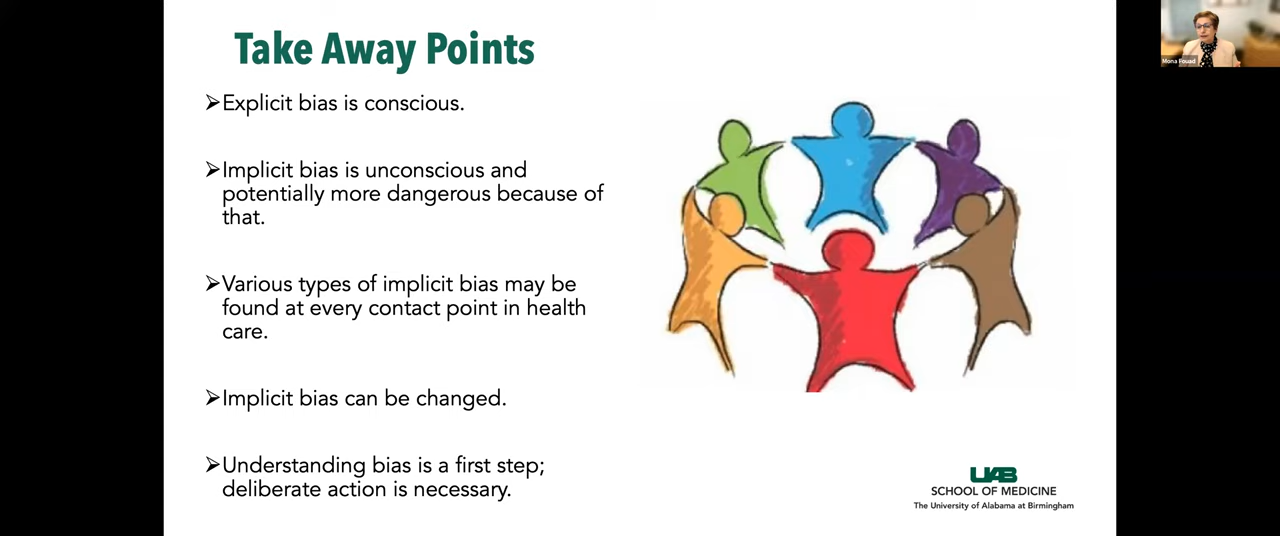 Take Away Points
➢Explicit bias is conscious.
➢Implicit bias is unconscious and
potentially more dangerous because of
that.
➢Various types of implicit bias may be
found at every contact point in health
care.
➢Implicit bias can be changed.
➢Understanding bias is a first step;
deliberate action is necessary.
UAB
SCHOOL OF MEDICINE
The University of Alabama at Birmingham
Mona Fouad